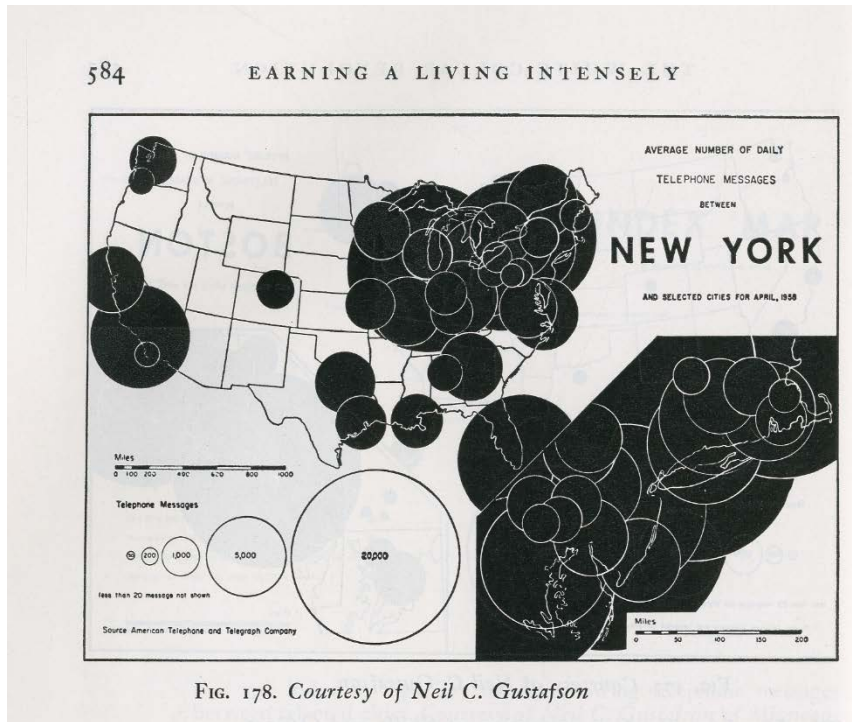 584 EARNING A LIVING INTENSELY
AVERAGE NUMBER OF DAILY
TELEPHONE MESSAGES
BETWEEN
NEW YORK
AND SELECTED CITIES FOR APRIL, 1958
Miles
0 100 200 400 600 800 1000
Telephone Messages
50 200 1,000 5,000 20,000
less than 20 message not shown
Source American Telephone and Telegraph Company
Miles
0 50 100 150 200
FIG. 178. Courtesy of Neil C. Gustafson